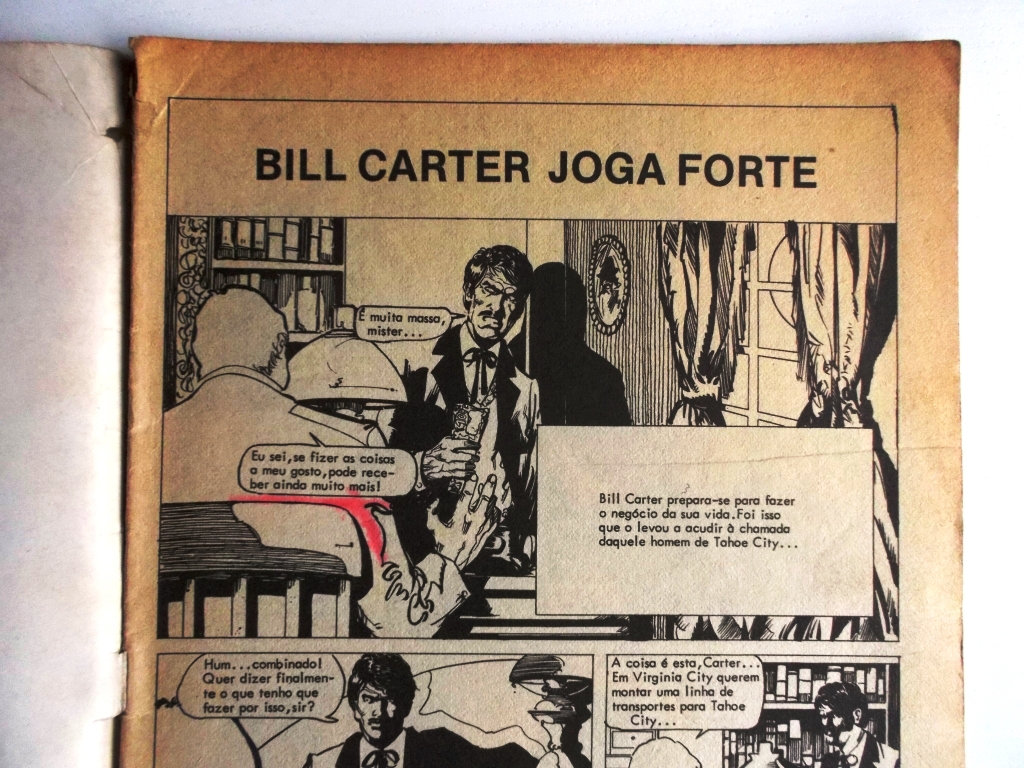 BILL CARTER JOGA FORTE
É muita massa,
mister...
Eu sei,se fizer as coisas
a meu gosto,pode rece-
ber ainda muito mais!
Bill Carter prepara-se para fazer
o negócio da sua vida.Foi isso
que o levou a acudir à chamada
daquele homem de Tahoe City...
Hum...combinado!
Quer dizer finalmen-
te o que tenho que
fazer por isso,sir?
A coisa é esta,Carter...
Em Virginia City querem
montar uma linha de
transportes para Tahoe
City...